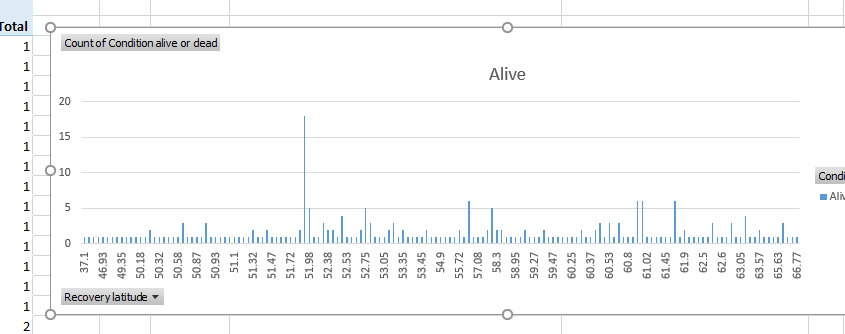 Total
1
1
1
1
1
1
1
1
1
1
1
1
1
1
2
Count of Condition alive or dead
Alive
20
15
10
5
0
37.1 46.93 49.35 50.18 50.32 50.58 50.87 50.93 51.1 51.32 51.47 51.72 51.98 52.38 52.53 52.75 53.05 53.35 53.45 54.9 55.72 57.08 58.3 58.95 59.27 59.47 60.25 60.37 60.53 60.8 61.02 61.45 61.9 62.5 62.6 63.05 63.57 65.63 66.77
Recovery latitude
Condi
Aliv